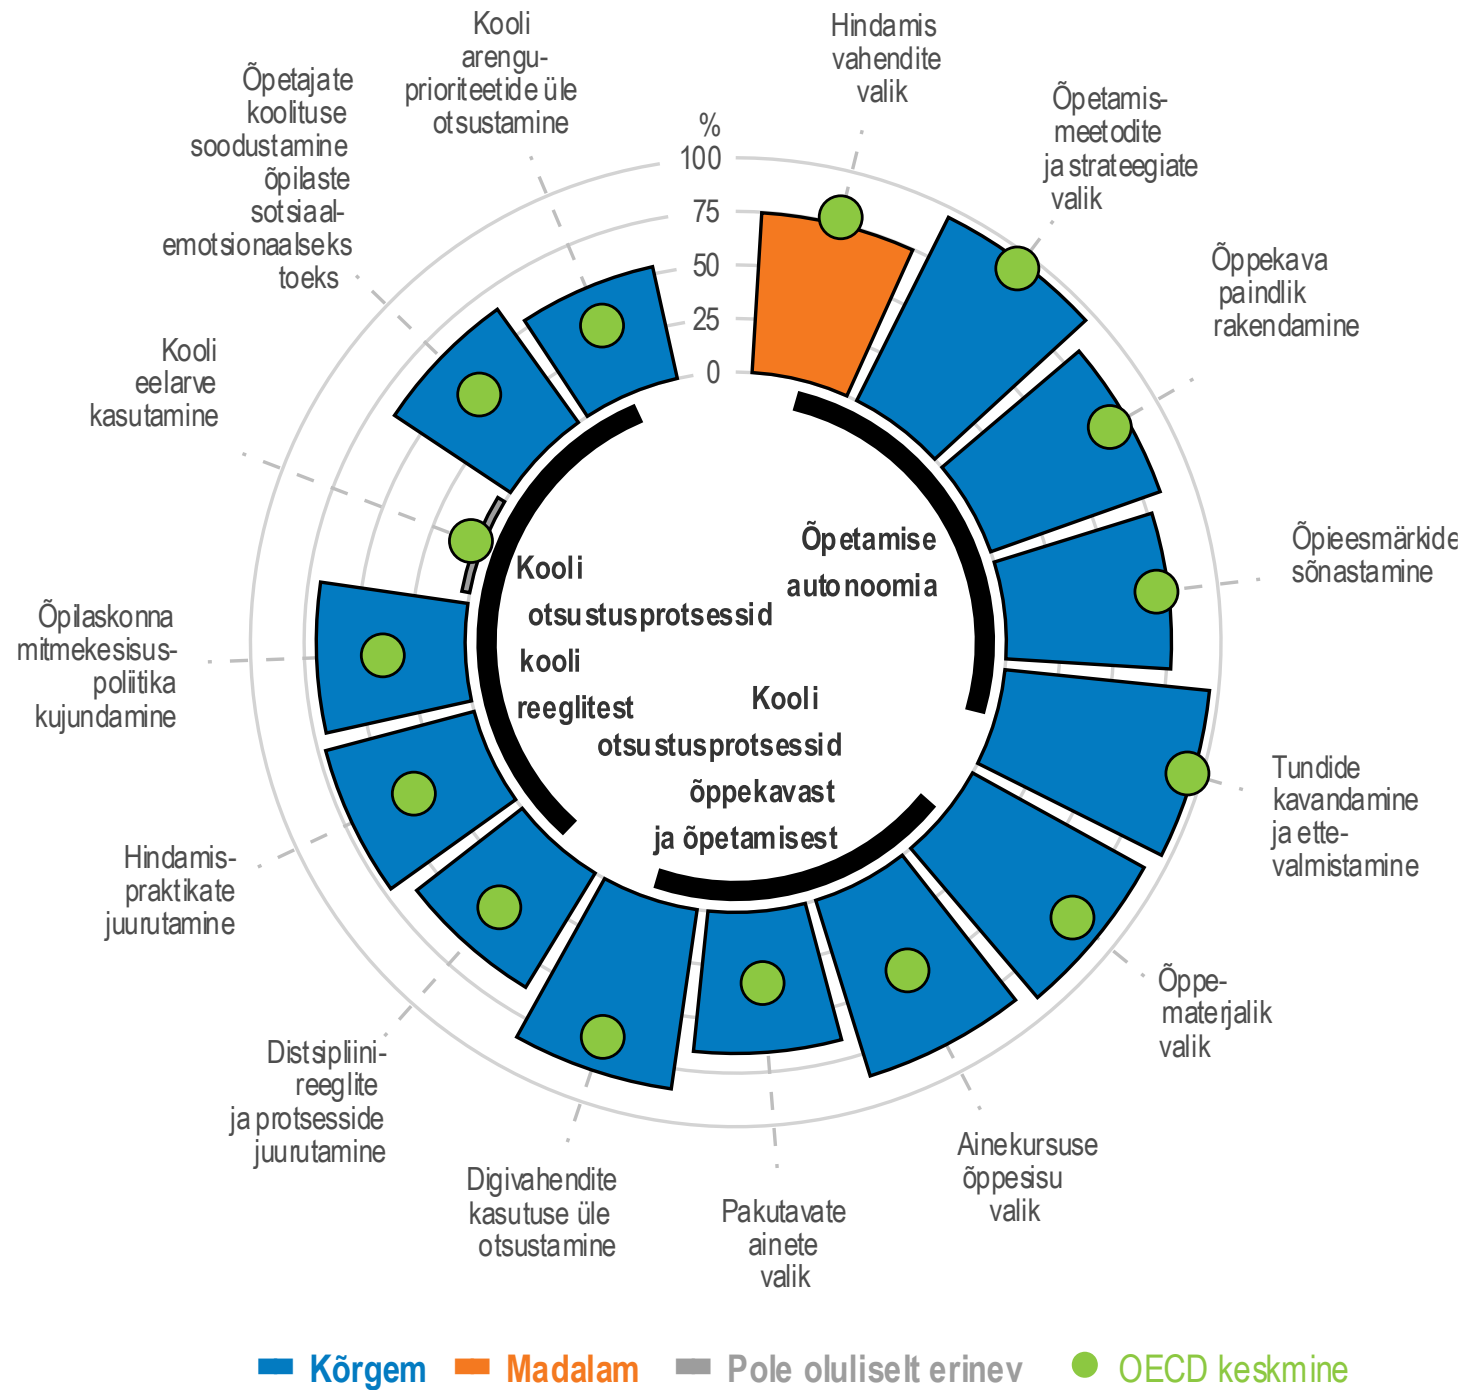 Kooli
arengu-
prioriteetide üle
otsustamine
Hindamis
vahendite
valik
Õpetajate
koolituse
soodustamine
õpilaste
sotsiaal-
emotsionaalseks
toeks
Õpetamis-
meetodite
ja strateegiate
valik
%
100
75
50
25
0
Õppekava
paindlik
rakendamine
Kooli
eelarve
kasutamine
Õpieesmärkide
sõnastamine
Õpetamise
autonoomia
Kooli
otsustusprotsessid
kooli
reeglitest
Kooli
otsustusprotsessid
õppekavast
ja õpetamisest
Õpilaskonna
mitmekesisus-
poliitika
kujundamine
Tundide
kavandamine
ja ette-
valmistamine
Hindamis-
praktikate
juurutamine
Õppe-
materjalik
valik
Distsipliini-
reeglite
ja protsesside
juurutamine
Ainekursuse
õppesisu
valik
Digivahendite
kasutuse üle
otsustamine
Pakutavate
ainete
valik
Kõrgem
Madalam
Pole oluliselt erinev
OECD keskmine